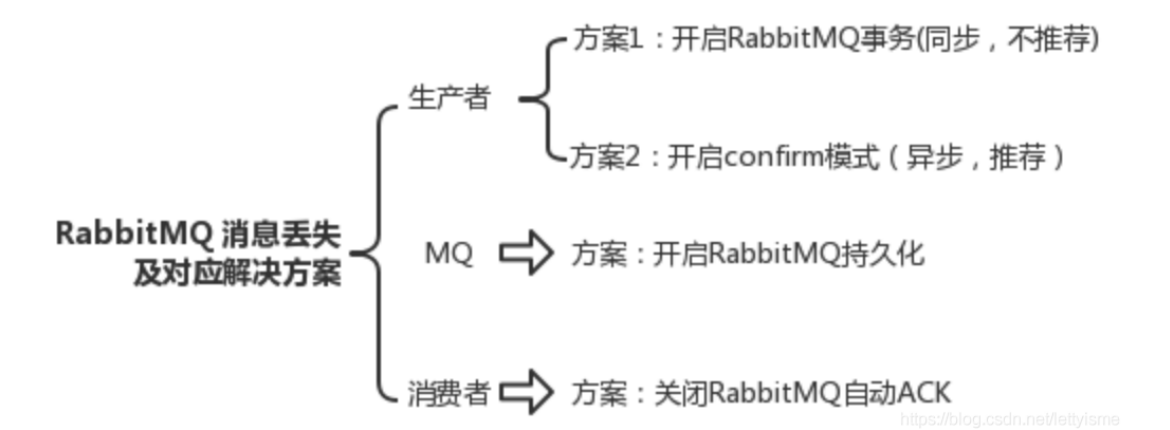 方案1：开启RabbitMQ事务(同步，不推荐)
生产者
方案2：开启confirm模式（异步，推荐）
RabbitMQ 消息丢失
及对应解决方案
MQ
方案：开启RabbitMQ持久化
消费者
方案：关闭RabbitMQ自动ACK
https://blog.csdn.net/lettyisme